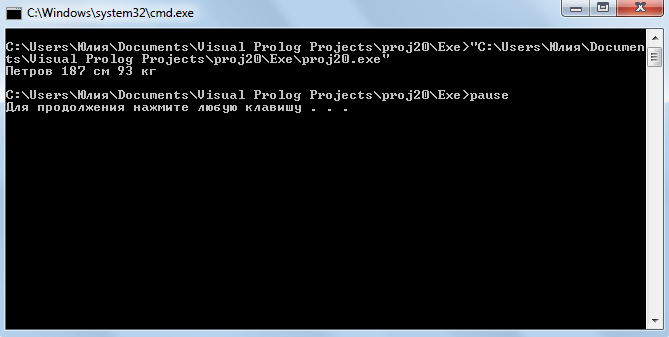 C:\Windows\system32\cmd.exe
C:\Users\Юлия\Documents\Visual Prolog Projects\proj20\Exe>"C:\Users\Юлия\Documen
ts\Visual Prolog Projects\proj20\Exe\proj20.exe"
Петров 187 см 93 кг
C:\Users\Юлия\Documents\Visual Prolog Projects\proj20\Exe>pause
Для продолжения нажмите любую клавишу . . .